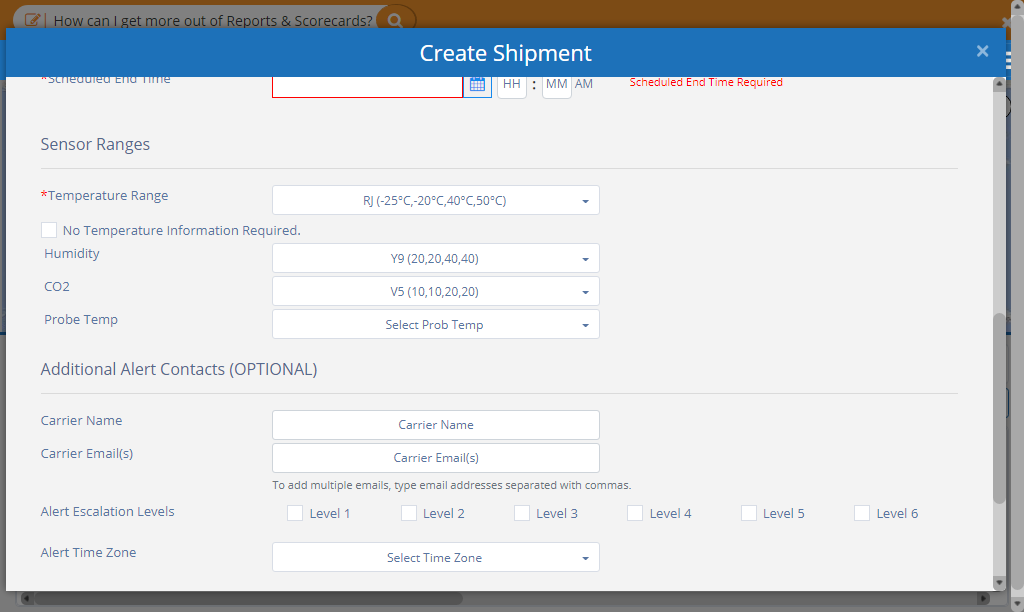 How can I get more out of Reports & Scorecards?
Create Shipment ×
*Scheduled End Time HH : MM AM Scheduled End Time Required
Sensor Ranges
*Temperature Range RJ (-25°C,-20°C,40°C,50°C)
No Temperature Information Required.
Humidity Y9 (20,20,40,40)
CO2 V5 (10,10,20,20)
Probe Temp Select Prob Temp
Additional Alert Contacts (OPTIONAL)
Carrier Name Carrier Name
Carrier Email(s) Carrier Email(s)
To add multiple emails, type email addresses separated with commas.
Alert Escalation Levels Level 1 Level 2 Level 3 Level 4 Level 5 Level 6
Alert Time Zone Select Time Zone